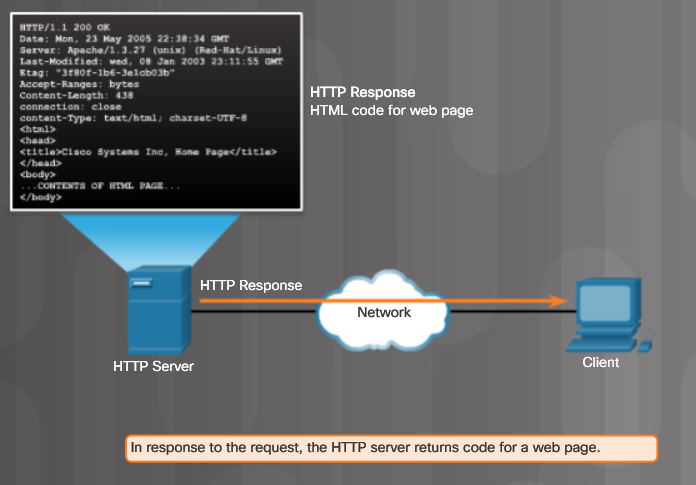 HTTP/1.1 200 OK
Date: Mon, 23 May 2005 22:38:34 GMT
Server: Apache/1.3.27 (unix) (Red-Hat/Linux)
Last-Modified: wed, 08 Jan 2003 23:11:55 GMT
Etag: "3f80f-1b6-3e1cb03b"
Accept-Ranges: bytes
Content-Length: 438
connection: close
content-Type: text/html; charset-UTF-8
<html>
<head>
<title>Cisco Systems Inc, Home Page</title>
</head>
<body>
...CONTENTS OF HTML PAGE...
</body>
HTTP Response
HTML code for web page
HTTP Response
Network
HTTP Server
Client
In response to the request, the HTTP server returns code for a web page.